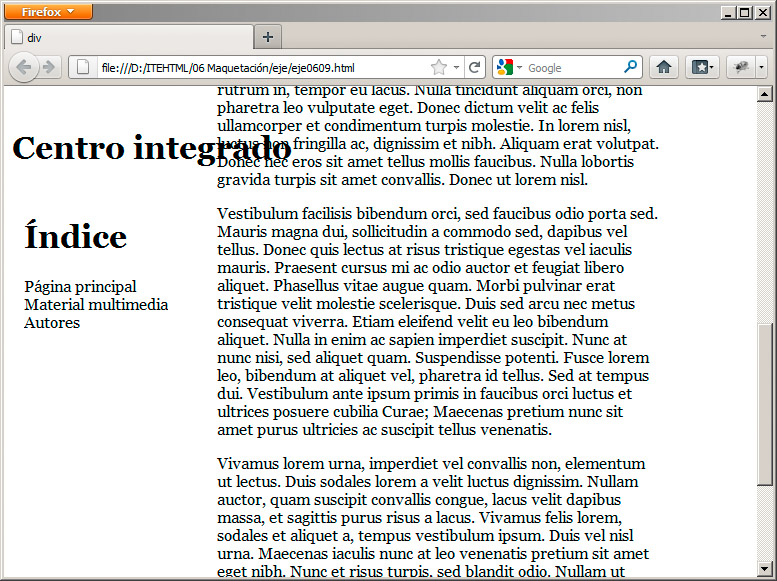 Firefox
div
file:///D:/ITEHTML/06 Maquetación/eje/eje0609.html
Google
Centro integrado
Índice
Página principal
Material multimedia
Autores
rutrum in, tempor eu lacus. Nulla tincidunt aliquam orci, non
pharetra leo vulputate eget. Donec dictum velit ac felis
ullamcorper et condimentum turpis molestie. In lorem nisl,
luctus non fringilla ac, dignissim et nibh. Aliquam erat volutpat.
Donec nec eros sit amet tellus mollis faucibus. Nulla lobortis
gravida turpis sit amet convallis. Donec ut lorem nisl.
Vestibulum facilisis bibendum orci, sed faucibus odio porta sed.
Mauris magna dui, sollicitudin a commodo sed, dapibus vel
tellus. Donec quis lectus at risus tristique egestas vel iaculis
mauris. Praesent cursus mi ac odio auctor et feugiat libero
aliquet. Phasellus vitae augue quam. Morbi pulvinar erat
tristique velit molestie scelerisque. Duis sed arcu nec metus
consequat viverra. Etiam eleifend velit eu leo bibendum
aliquet. Nulla in enim ac sapien imperdiet suscipit. Nunc at
nunc nisi, sed aliquet quam. Suspendisse potenti. Fusce lorem
leo, bibendum at aliquet vel, pharetra id tellus. Sed at tempus
dui. Vestibulum ante ipsum primis in faucibus orci luctus et
ultrices posuere cubilia Curae; Maecenas pretium nunc sit
amet purus ultricies ac suscipit tellus venenatis.
Vivamus lorem urna, imperdiet vel convallis non, elementum
ut lectus. Duis sodales lorem a velit luctus dignissim. Nullam
auctor, quam suscipit convallis congue, lacus velit dapibus
massa, et sagittis purus risus a lacus. Vivamus felis lorem,
sodales et aliquet a, tempus vestibulum ipsum. Duis vel nisl
urna. Maecenas iaculis nunc at leo venenatis pretium sit amet
eget nibh. Nunc et risus turpis, sed blandit odio. Nullam ut